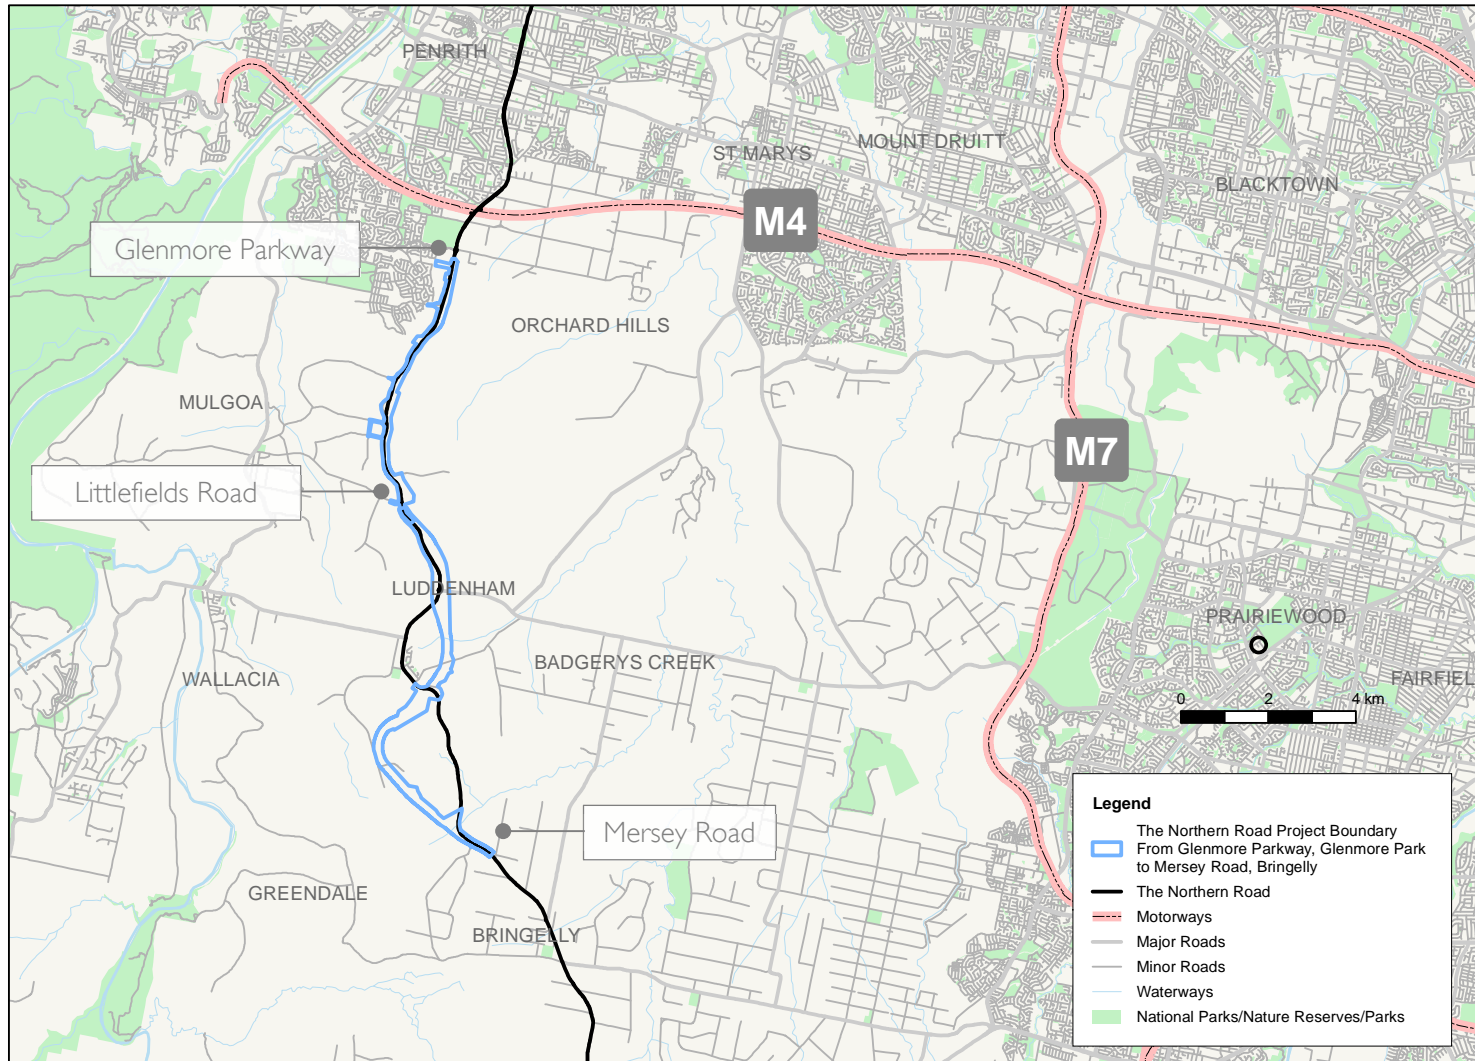 PENRITH
MOUNT DRUITT
ST MARYS
BLACKTOWN
M4
Glenmore Parkway
ORCHARD HILLS
MULGOA
M7
Littlefields Road
LUDDENHAM
PRAIRIEWOOD
BADGERYS CREEK
WALLACIA
FAIRFIEL
0 2 4 km
Mersey Road
GREENDALE
BRINGELLY
Legend
The Northern Road Project Boundary
From Glenmore Parkway, Glenmore Park
to Mersey Road, Bringelly
The Northern Road
Motorways
Major Roads
Minor Roads
Waterways
National Parks/Nature Reserves/Parks